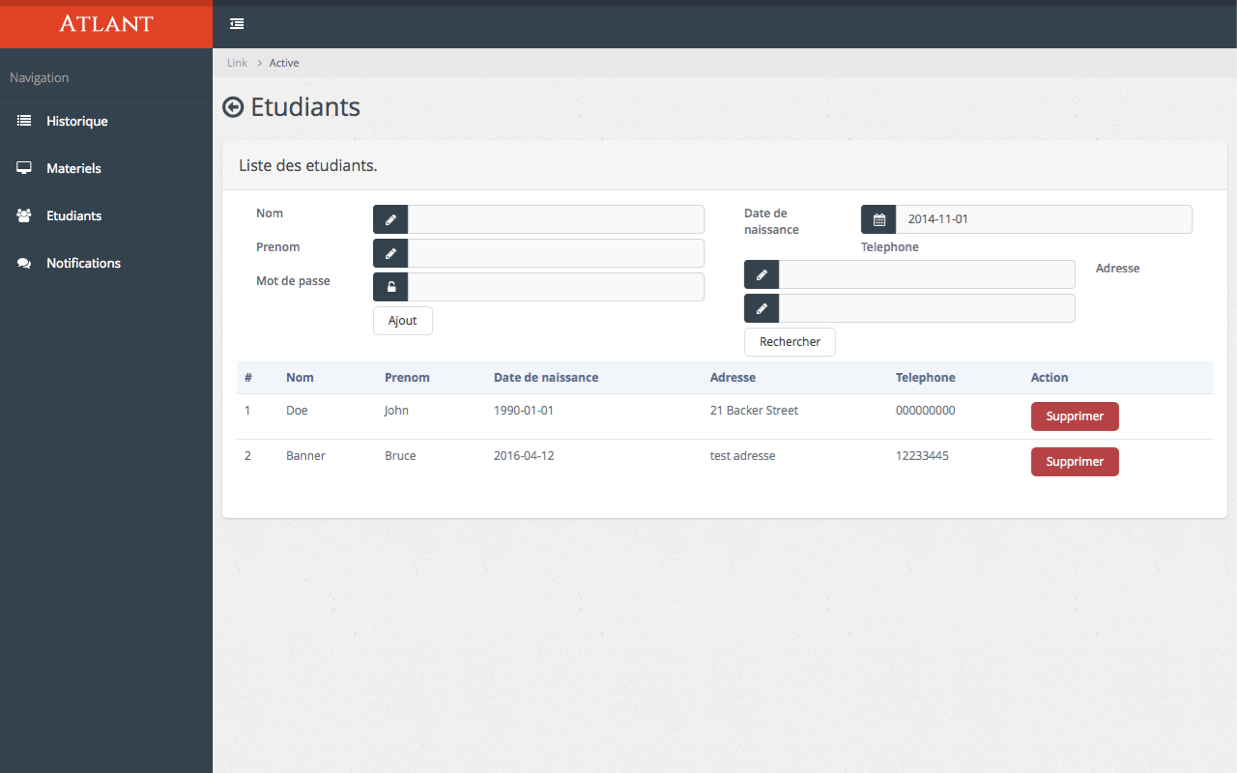 ATLANT
Link > Active
Navigation
Historique
Materiels
Etudiants
Notifications
Etudiants
Liste des etudiants.
Nom
Prenom
Mot de passe
Ajout
Date de
naissance
2014-11-01
Telephone
Adresse
Rechercher
# Nom Prenom Date de naissance Adresse Telephone Action
1 Doe John 1990-01-01 21 Backer Street 000000000 Supprimer
2 Banner Bruce 2016-04-12 test adresse 12233445 Supprimer